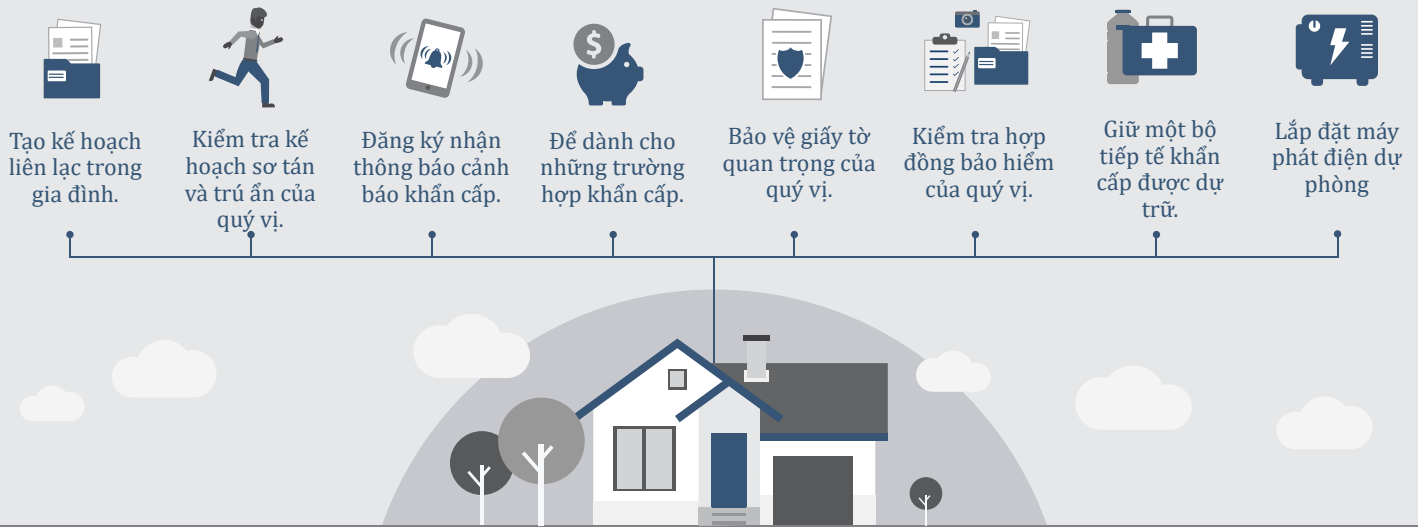 Tạo kế hoạch
liên lạc trong
gia đình.
Kiểm tra kế
hoạch sơ tán
và trú ẩn của
quý vị.
Đăng ký nhận
thông báo cảnh
báo khẩn cấp.
Để dành cho
những trường
hợp khẩn cấp.
Bảo vệ giấy tờ
quan trọng của
quý vị.
Kiểm tra hợp
đồng bảo hiểm
của quý vị.
Giữ một bộ
tiếp tế khẩn
cấp được dự
trữ.
Lắp đặt máy
phát điện dự
phòng
$